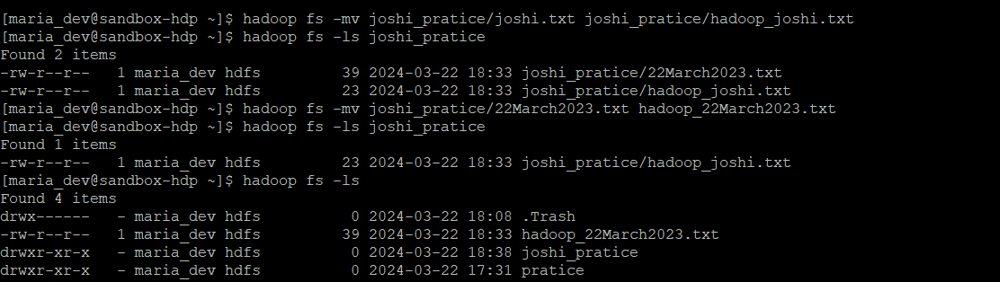 [maria_dev@sandbox-hdp ~]$ hadoop fs -mv joshi_pratice/joshi.txt joshi_pratice/hadoop_joshi.txt
[maria_dev@sandbox-hdp ~]$ hadoop fs -ls joshi_pratice
Found 2 items
-rw-r--r--   1 maria_dev hdfs         39 2024-03-22 18:33 joshi_pratice/22March2023.txt
-rw-r--r--   1 maria_dev hdfs         23 2024-03-22 18:33 joshi_pratice/hadoop_joshi.txt
[maria_dev@sandbox-hdp ~]$ hadoop fs -mv joshi_pratice/22March2023.txt hadoop_22March2023.txt
[maria_dev@sandbox-hdp ~]$ hadoop fs -ls joshi_pratice
Found 1 items
-rw-r--r--   1 maria_dev hdfs         23 2024-03-22 18:33 joshi_pratice/hadoop_joshi.txt
[maria_dev@sandbox-hdp ~]$ hadoop fs -ls
Found 4 items
drwx------   - maria_dev hdfs          0 2024-03-22 18:08 .Trash
-rw-r--r--   1 maria_dev hdfs         39 2024-03-22 18:33 hadoop_22March2023.txt
drwxr-xr-x   - maria_dev hdfs          0 2024-03-22 18:38 joshi_pratice
drwxr-xr-x   - maria_dev hdfs          0 2024-03-22 17:31 pratice